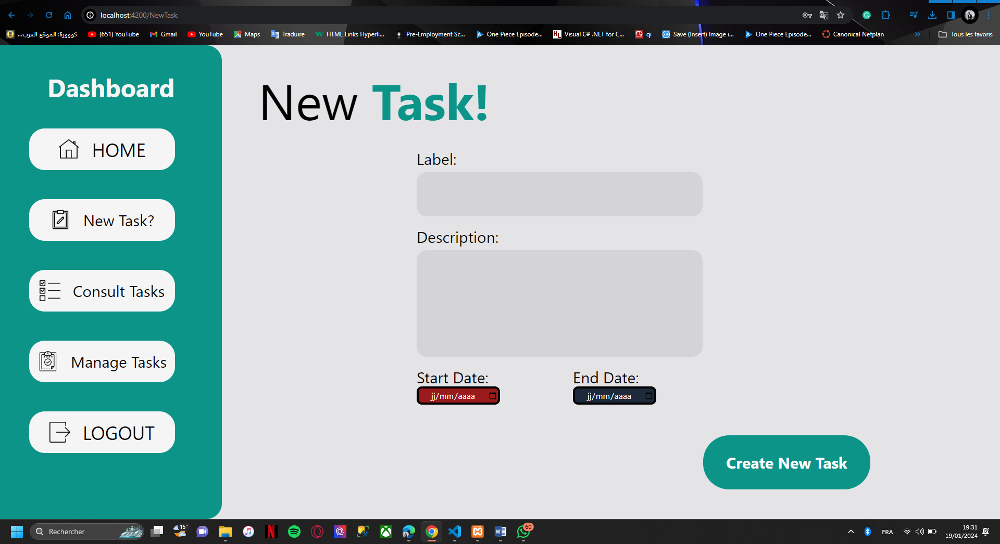 localhost:4200/NewTask
كووورة: الموقع العرب...
(651) YouTube
Gmail
YouTube
Maps
Traduire
HTML Links Hyperli...
Pre-Employment Sc...
One Piece Episode...
Visual C# .NET for C...
qi
Save (Insert) Image i...
One Piece Episode...
Canonical Netplan
»
Tous les favoris
Dashboard
HOME
New Task?
Consult Tasks
Manage Tasks
LOGOUT
New Task!
Label:
Description:
Start Date:
End Date:
jj/mm/aaaa
jj/mm/aaaa
Create New Task
Rechercher
15°
60
FRA
19:31
19/01/2024